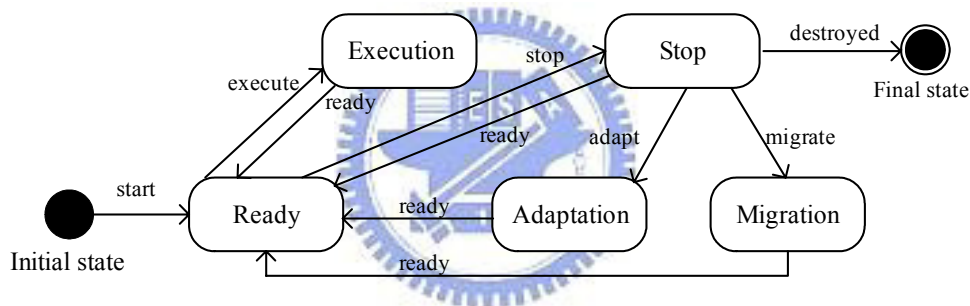 Execution
Stop
destroyed
Final state
execute
ready
stop
ready
adapt
migrate
start
Ready
ready
Adaptation
Migration
Initial state
ready